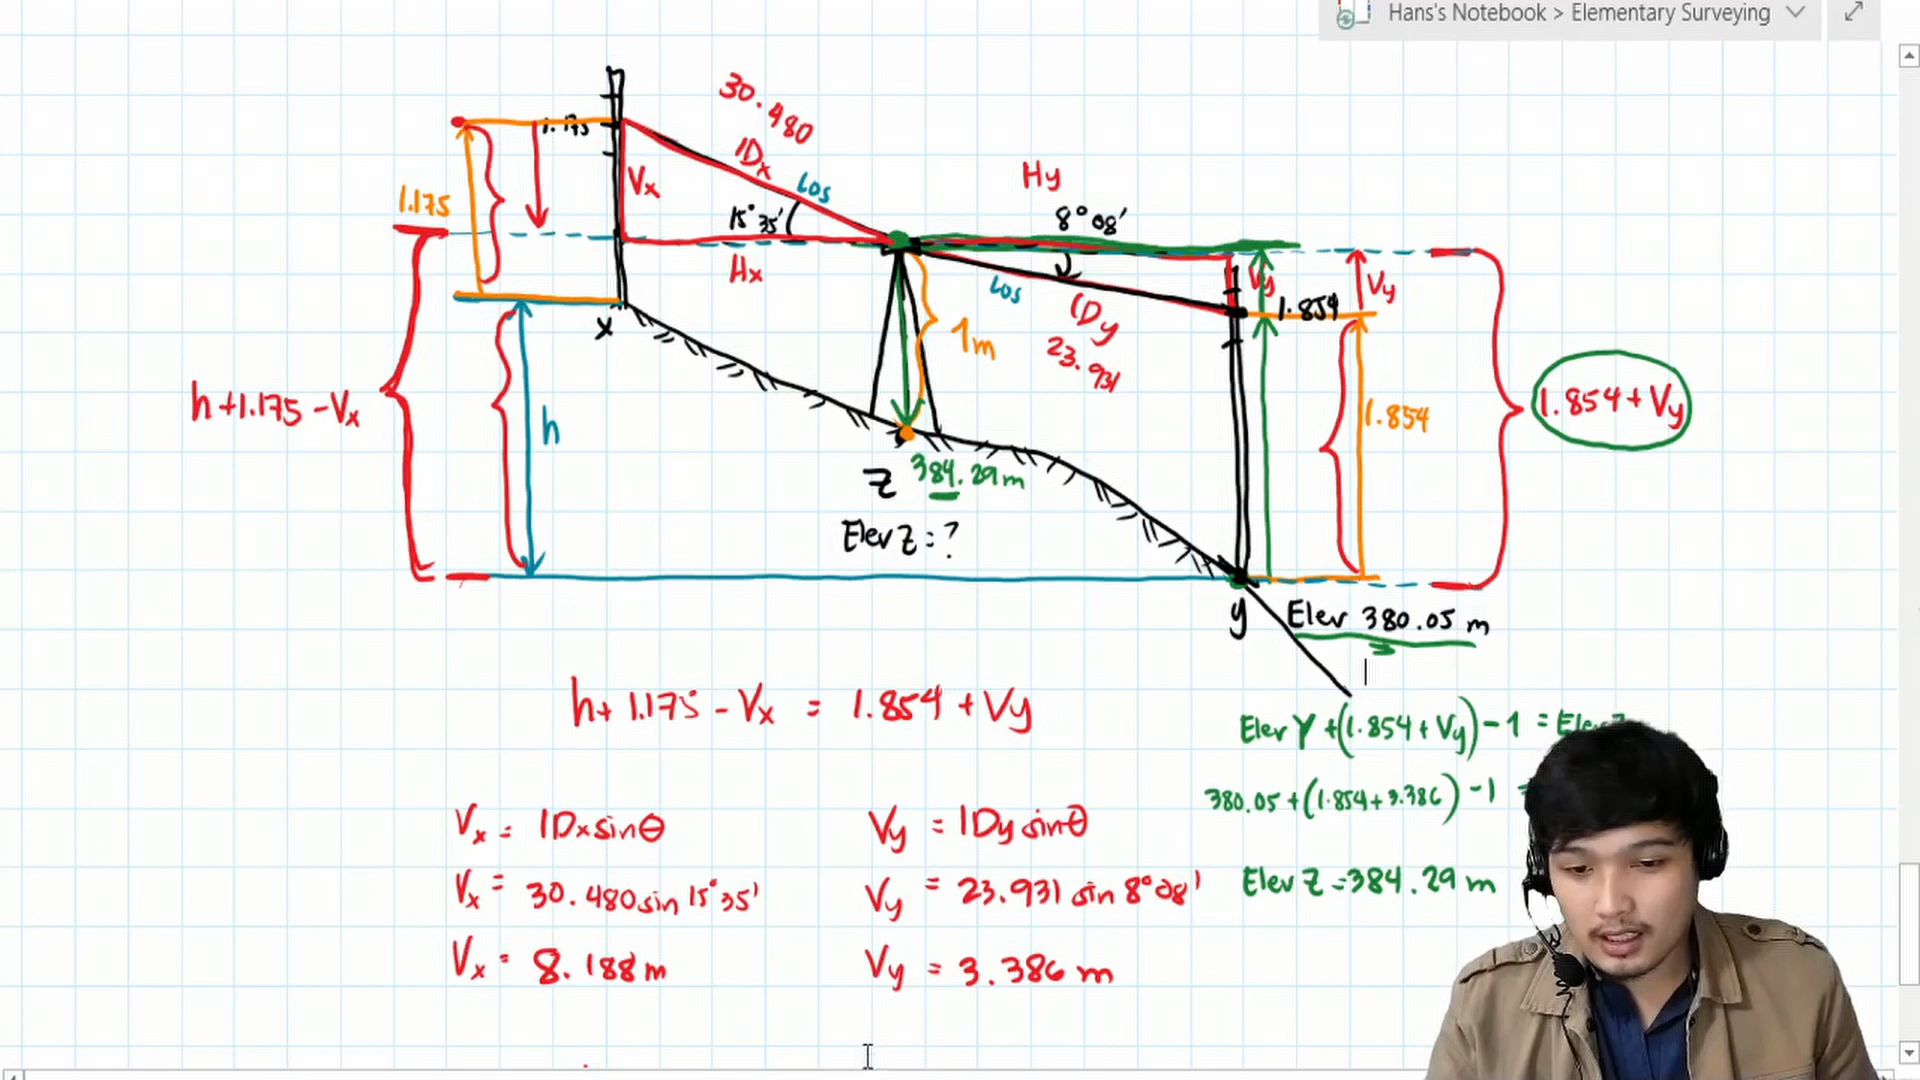 Hans's Notebook > Elementary Surveying
30.480
IDx
Los
1.175
Vx
Hy
1.175
15°35'
8°08'
Hx
Los
Vy
Vy
1.854
IDy
23.931
1m
x
h+1.175-Vx
h
1.854
1.854+Vy
Z 384.29m
Elev Z = ?
y
Elev 380.05 m
h+ 1.175 - Vx = 1.854 + Vy
Elev Y +(1.854 + Vy) - 1 = Elev
380.05 +(1.854+3.386) -1 =
Vx = IDx sinθ
Vy = IDy sinθ
Vx = 30.480 sin 15°35'
Vy = 23.931 sin 8°08'
Elev Z = 384.29 m
Vx = 8.188 m
Vy = 3.386 m